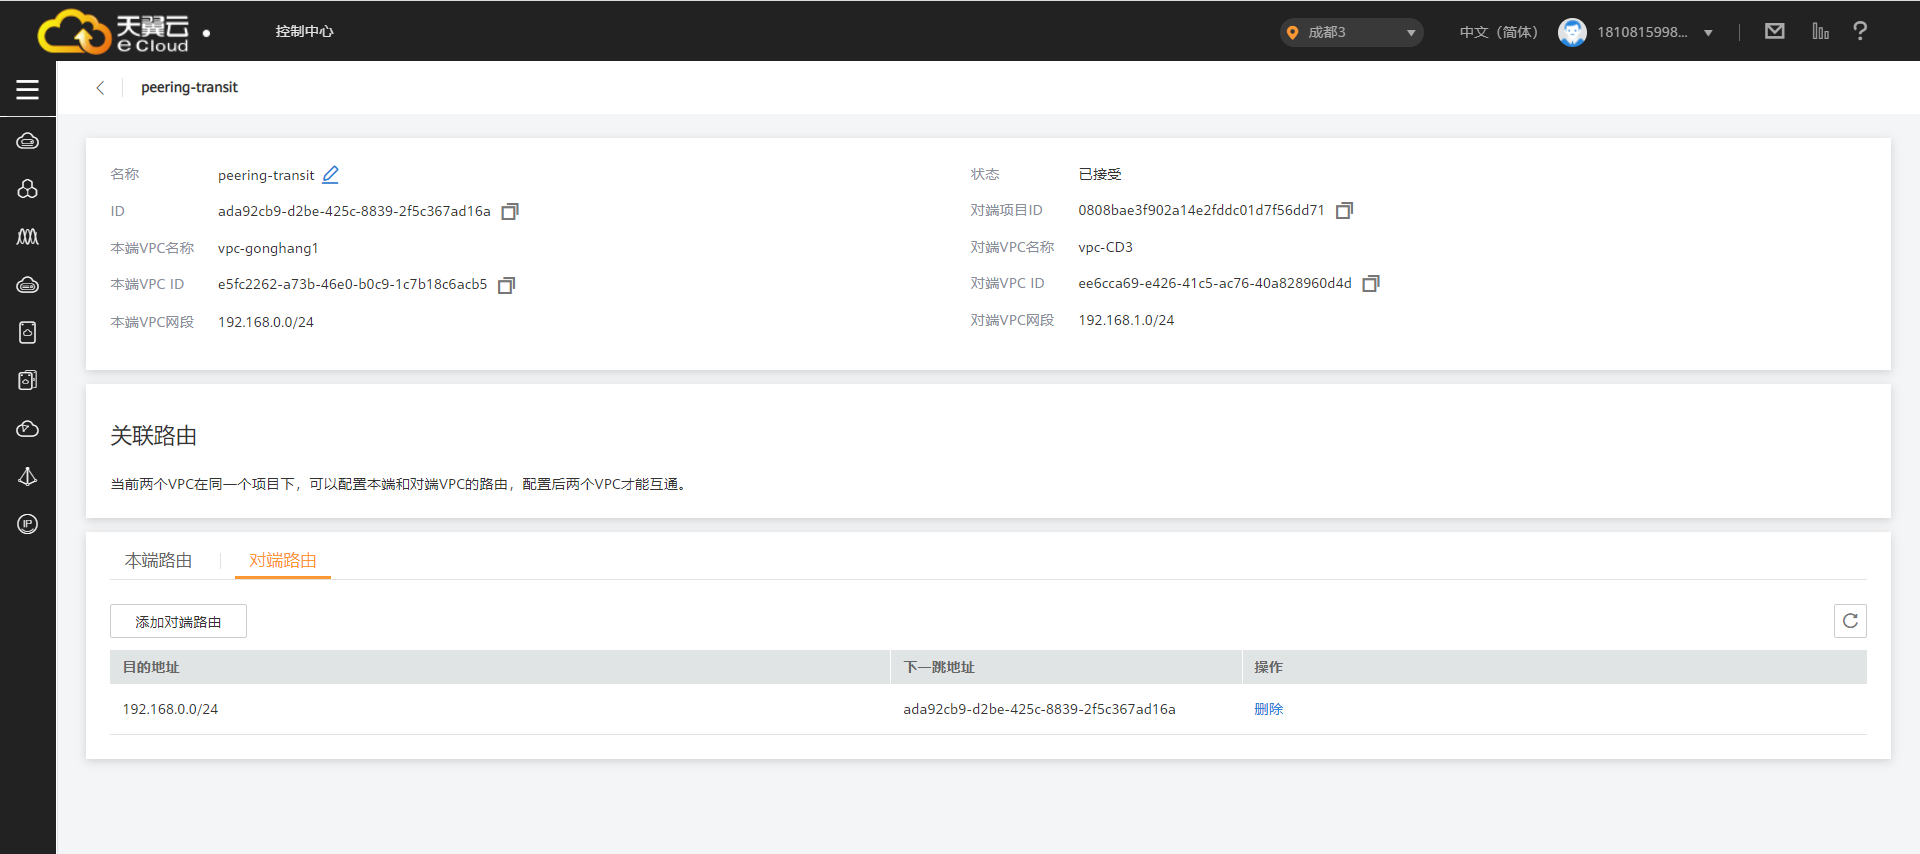 天翼云
e Cloud
控制中心
成都3
中文（简体）
1810815998...
peering-transit
名称 peering-transit
状态 已接受
ID ada92cb9-d2be-425c-8839-2f5c367ad16a
对端项目ID 0808bae3f902a14e2fddc01d7f56dd71
本端VPC名称 vpc-gonghang1
对端VPC名称 vpc-CD3
本端VPC ID e5fc2262-a73b-46e0-b0c9-1c7b18c6acb5
对端VPC ID ee6cca69-e426-41c5-ac76-40a828960d4d
本端VPC网段 192.168.0.0/24
对端VPC网段 192.168.1.0/24
关联路由
当前两个VPC在同一个项目下，可以配置本端和对端VPC的路由，配置后两个VPC才能互通。
本端路由 对端路由
添加对端路由
目的地址 下一跳地址 操作
192.168.0.0/24 ada92cb9-d2be-425c-8839-2f5c367ad16a 删除
IP